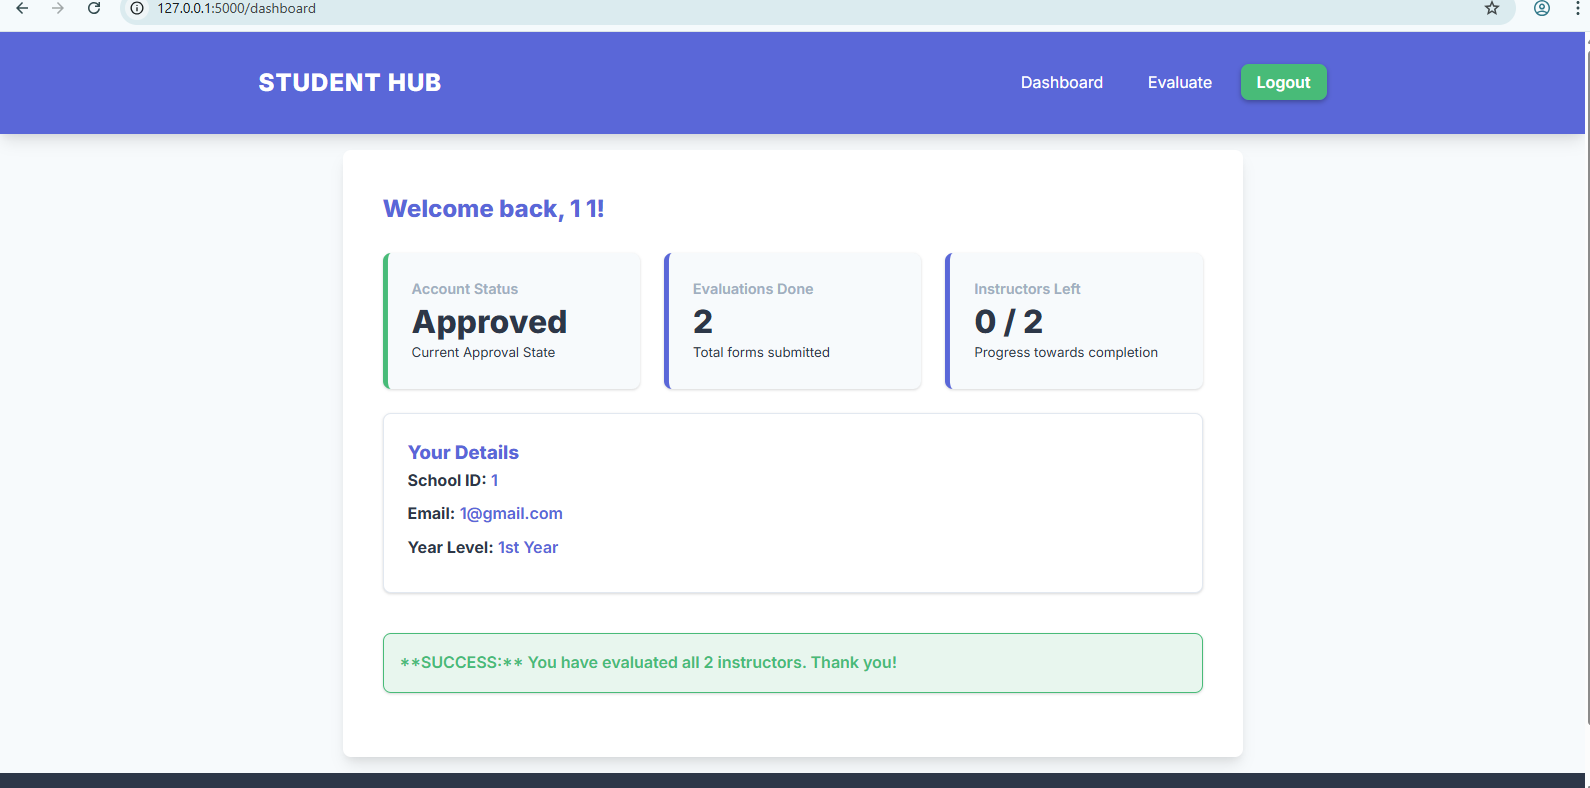 127.0.0.1:5000/dashboard
STUDENT HUB
Dashboard
Evaluate
Logout
Welcome back, 1 1!
Account Status
Approved
Current Approval State
Evaluations Done
2
Total forms submitted
Instructors Left
0 / 2
Progress towards completion
Your Details
School ID: 1
Email: 1@gmail.com
Year Level: 1st Year
**SUCCESS:** You have evaluated all 2 instructors. Thank you!